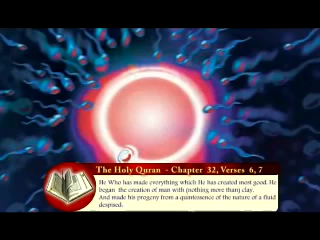 The Holy Quran - Chapter 32, Verses 6, 7
He Who has made everything which He has created most good. He
began the creation of man with (nothing more than) clay.
And made his progeny from a quintessence of the nature of a fluid
despised.